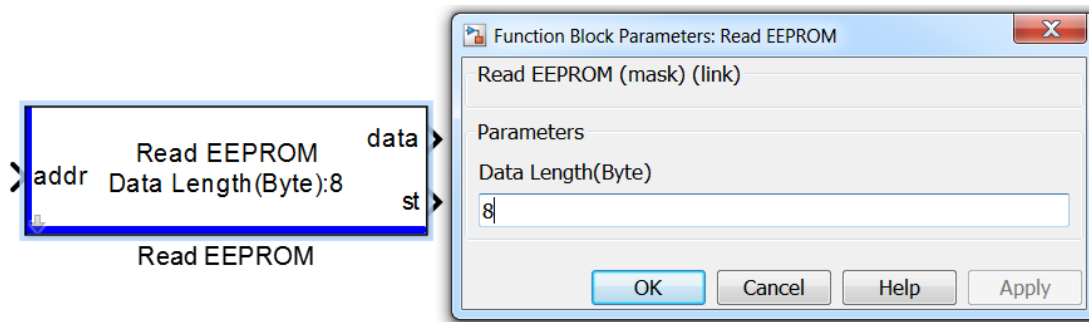 Read EEPROM
Data Length(Byte):8
addr
data
st
Read EEPROM
Function Block Parameters: Read EEPROM
Read EEPROM (mask) (link)
Parameters
Data Length(Byte)
8
OK
Cancel
Help
Apply